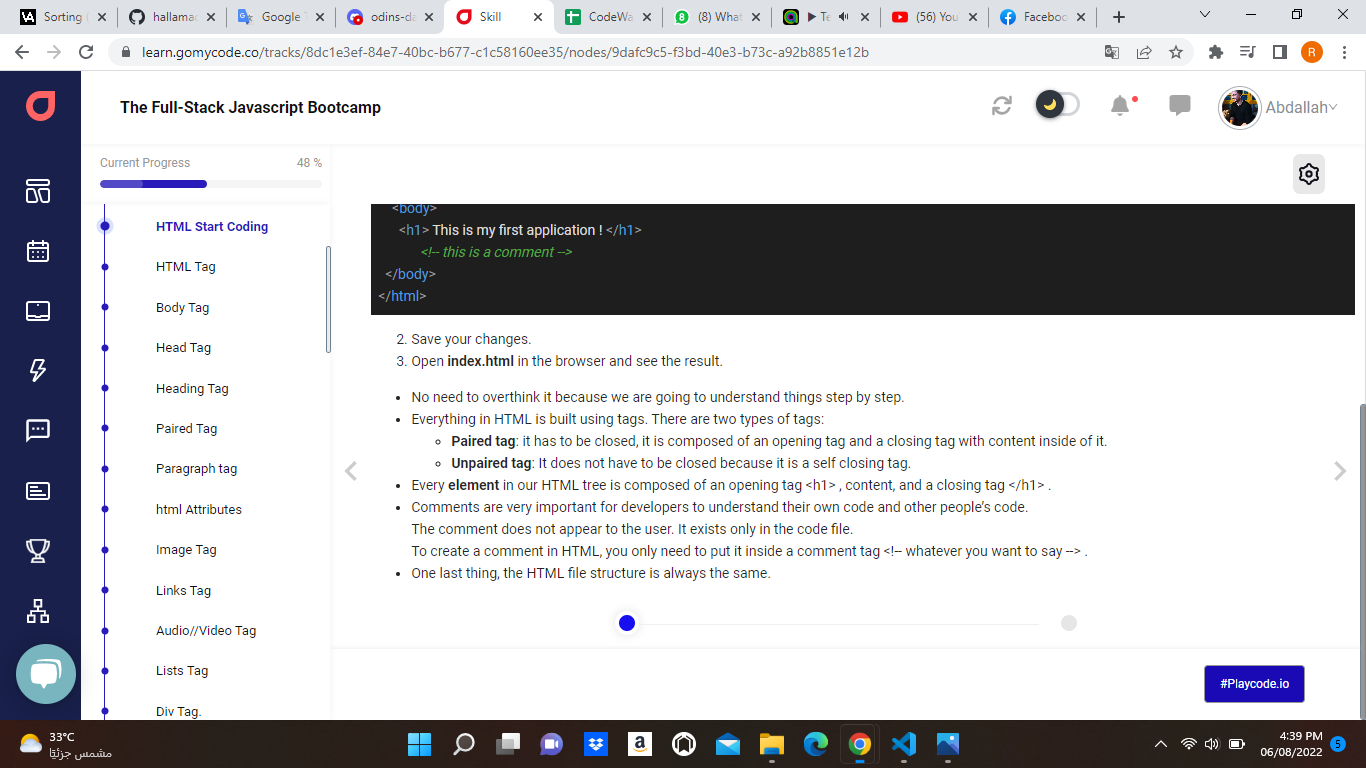 Sorting
hallamac
Google
odins-da
Skill
CodeWa
(8) What
(56) You
Faceboo
learn.gomycode.co/tracks/8dc1e3ef-84e7-40bc-b677-c1c58160ee35/nodes/9dafc9c5-f3bd-40e3-b73c-a92b8851e12b
R
The Full-Stack Javascript Bootcamp
Abdallah
Current Progress
48 %
HTML Start Coding
HTML Tag
Body Tag
Head Tag
Heading Tag
Paired Tag
Paragraph tag
html Attributes
Image Tag
Links Tag
Audio//Video Tag
Lists Tag
Div Tag.
<body>
<h1> This is my first application ! </h1>
<!-- this is a comment -->
</body>
</html>
2. Save your changes.
3. Open index.html in the browser and see the result.
• No need to overthink it because we are going to understand things step by step.
• Everything in HTML is built using tags. There are two types of tags:
◦ Paired tag: it has to be closed, it is composed of an opening tag and a closing tag with content inside of it.
◦ Unpaired tag: It does not have to be closed because it is a self closing tag.
• Every element in our HTML tree is composed of an opening tag <h1> , content, and a closing tag </h1> .
• Comments are very important for developers to understand their own code and other people’s code.
The comment does not appear to the user. It exists only in the code file.
To create a comment in HTML, you only need to put it inside a comment tag <!-- whatever you want to say --> .
• One last thing, the HTML file structure is always the same.
#Playcode.io
33°C
مشمس جزئيًا
4:39 PM
06/08/2022
5